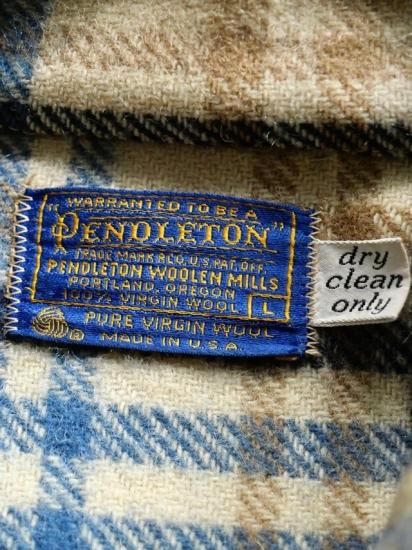 WARRANTED TO BE A
"PENDLETON"
TRADE MARK REG. U.S. PAT. OFF.
PENDLETON WOOLEN MILLS
PORTLAND, OREGON
100% VIRGIN WOOL
L
® PURE VIRGIN WOOL
MADE IN U.S.A.
dry
clean
only